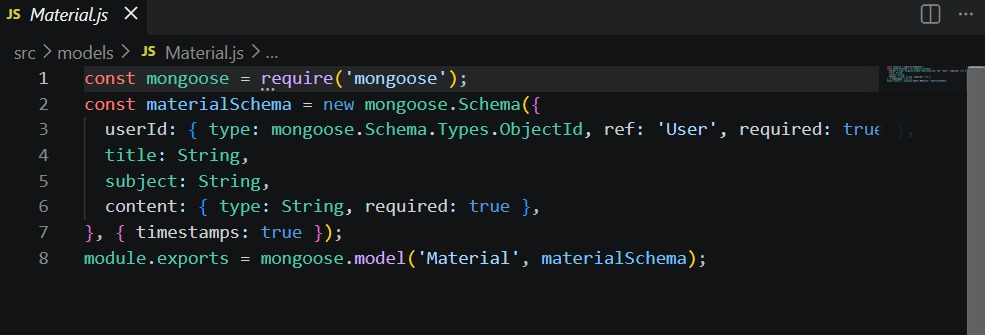 JS Material.js ×
src > models > JS Material.js > ...
1 const mongoose = require('mongoose');
2 const materialSchema = new mongoose.Schema({
3   userId: { type: mongoose.Schema.Types.ObjectId, ref: 'User', required: true },
4   title: String,
5   subject: String,
6   content: { type: String, required: true },
7 }, { timestamps: true });
8 module.exports = mongoose.model('Material', materialSchema);